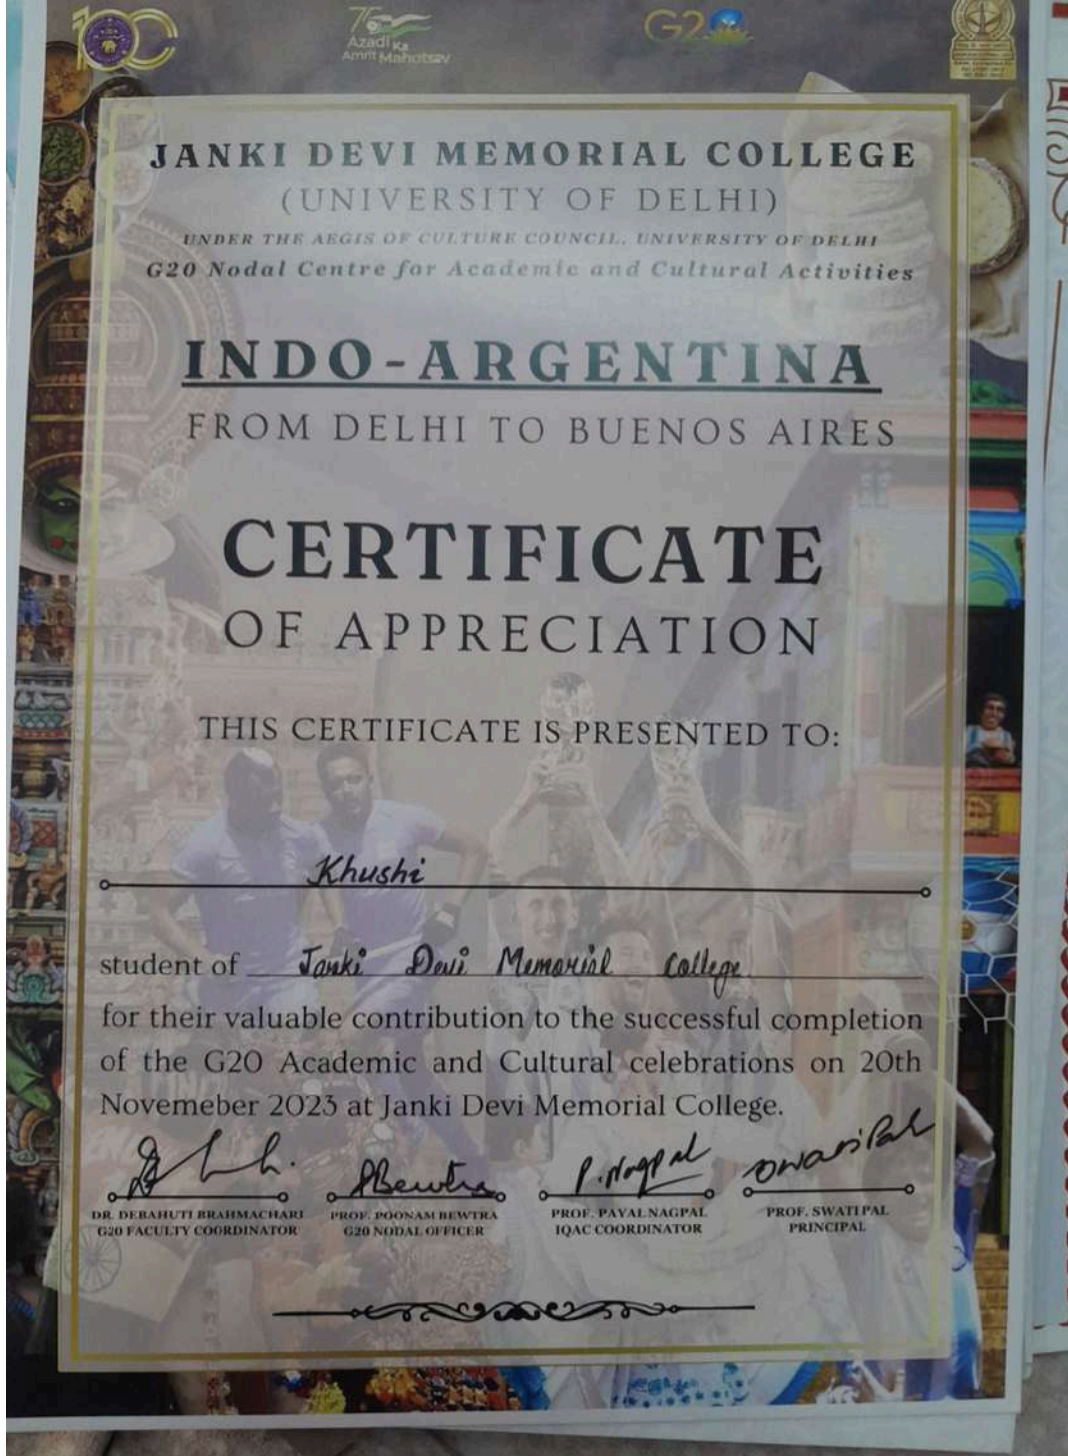 100
75
Azadi Ka
Amrit Mahotsav
G20
JANKI DEVI MEMORIAL COLLEGE
(UNIVERSITY OF DELHI)
UNDER THE AEGIS OF CULTURE COUNCIL, UNIVERSITY OF DELHI
G20 Nodal Centre for Academic and Cultural Activities
INDO-ARGENTINA
FROM DELHI TO BUENOS AIRES
CERTIFICATE
OF APPRECIATION
THIS CERTIFICATE IS PRESENTED TO:
Khushi
student of Janki Devi Memorial College
for their valuable contribution to the successful completion
of the G20 Academic and Cultural celebrations on 20th
Novemeber 2023 at Janki Devi Memorial College.
PBewtra P.Nagpal SwatiPal
DR. DEBAHUTI BRAHMACHARI PROF. POONAM BEWTRA PROF. PAYAL NAGPAL PROF. SWATI PAL
G20 FACULTY COORDINATOR G20 NODAL OFFICER IQAC COORDINATOR PRINCIPAL